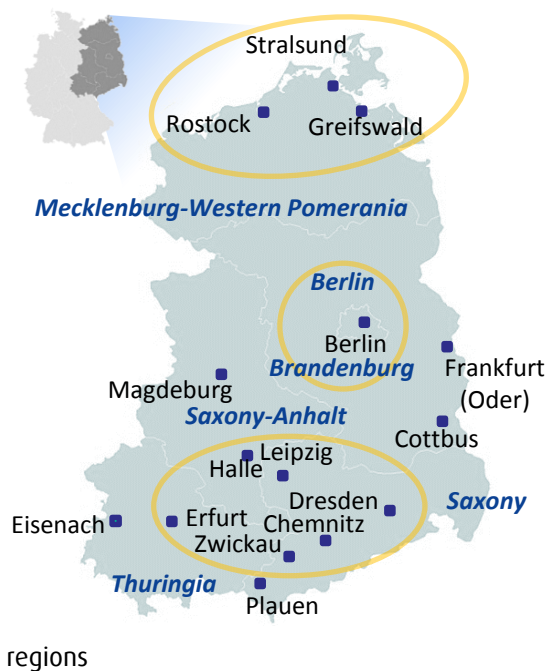 Stralsund
Rostock
Greifswald
Mecklenburg-Western Pomerania
Berlin
Berlin
Brandenburg
Frankfurt
(Oder)
Magdeburg
Saxony-Anhalt
Cottbus
Leipzig
Halle
Dresden
Saxony
Eisenach
Erfurt
Chemnitz
Zwickau
Thuringia
Plauen
regions